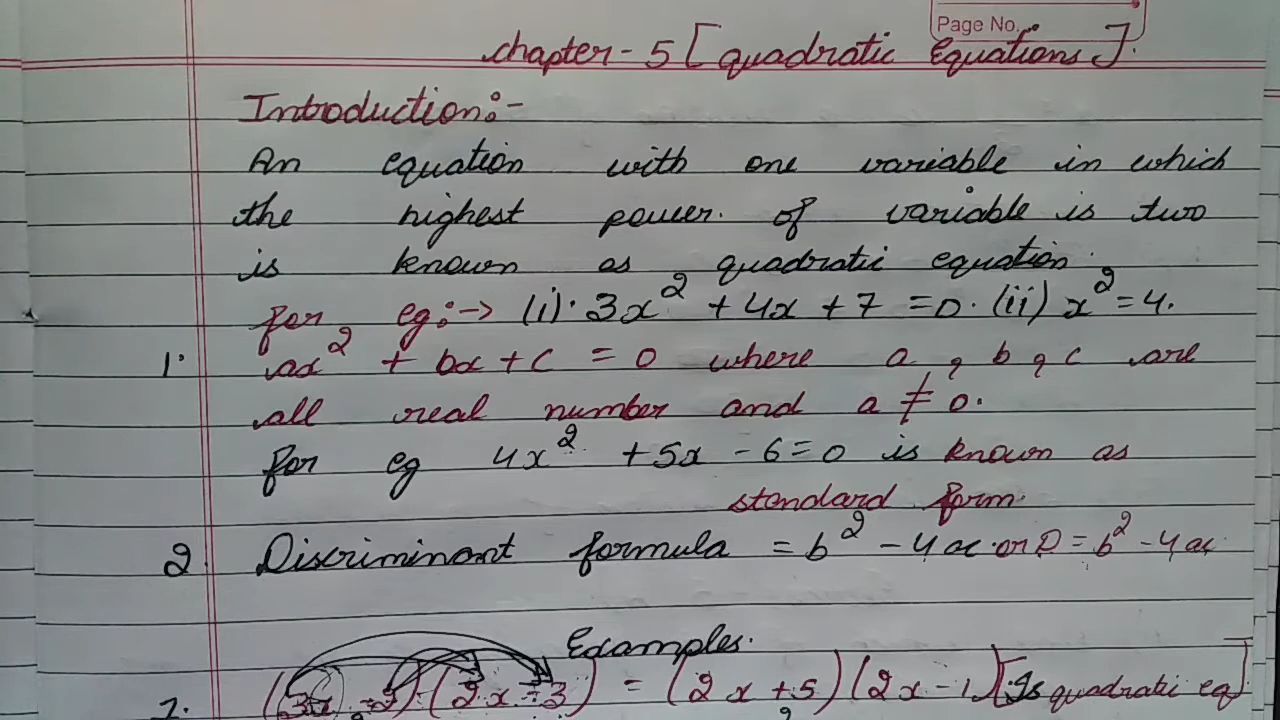 Page No.
chapter - 5 [quadratic Equations].
Introduction:-
An equation with one variable in which
the highest power. of variable is two
is known as quadratic equation.
for eg:→ (i). 3x² + 4x + 7 = 0. (ii) x² = 4.
1. ax² + bx + c = 0 where a, b, c are
all real number and a ≠ 0.
for eg 4x² + 5x - 6 = 0 is known as
standard form.
2. Discriminant formula = b² - 4ac. or D = b² - 4ac
Examples.
1. (2x - 3) = (2x + 5) (2x - 1) [Is quadratic eq]